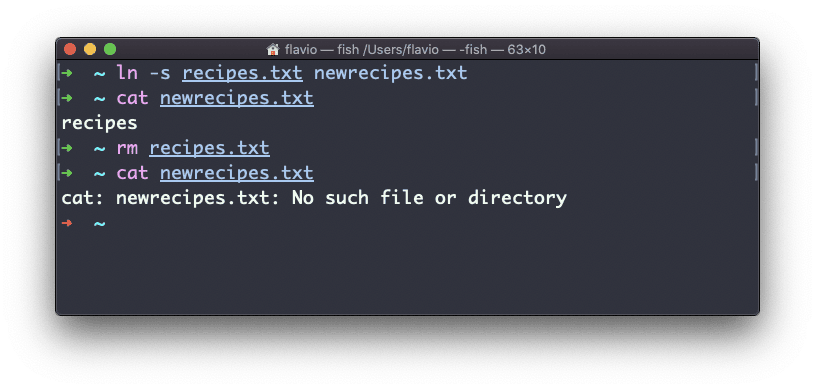 flavio — fish /Users/flavio — -fish — 63×10
[➜  ~ ln -s recipes.txt newrecipes.txt ]
[➜  ~ cat newrecipes.txt ]
recipes
[➜  ~ rm recipes.txt ]
[➜  ~ cat newrecipes.txt ]
cat: newrecipes.txt: No such file or directory
➜  ~